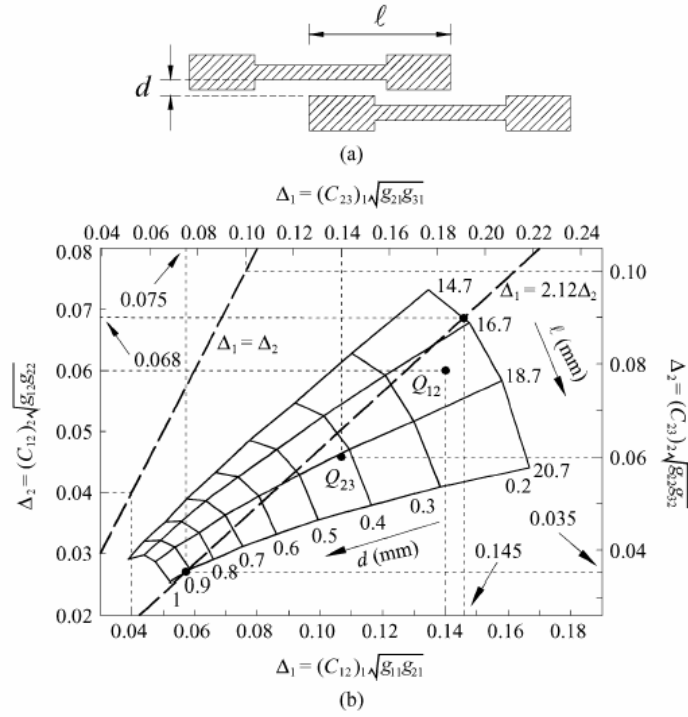 ℓ
d
(a)
Δ₁ = (C₂₃)₁√g₂₁g₃₁
0.04 0.06 0.08 0.10 0.12 0.14 0.16 0.18 0.20 0.22 0.24
0.08
0.07
0.06
0.05
0.04
0.03
0.02
Δ₂ = (C₁₂)₂√g₁₂g₂₂
0.075
0.068
Δ₁ = Δ₂
14.7
Δ₁ = 2.12Δ₂
16.7
ℓ (mm)
18.7
20.7
Q₁₂
Q₂₃
0.2
0.3
0.4
0.5
0.6
0.7
0.8
0.9
1
d (mm)
0.145
0.035
0.10
0.08
0.06
0.04
Δ₂ = (C₂₃)₂√g₂₂g₃₂
0.04 0.06 0.08 0.10 0.12 0.14 0.16 0.18
Δ₁ = (C₁₂)₁√g₁₁g₂₁
(b)